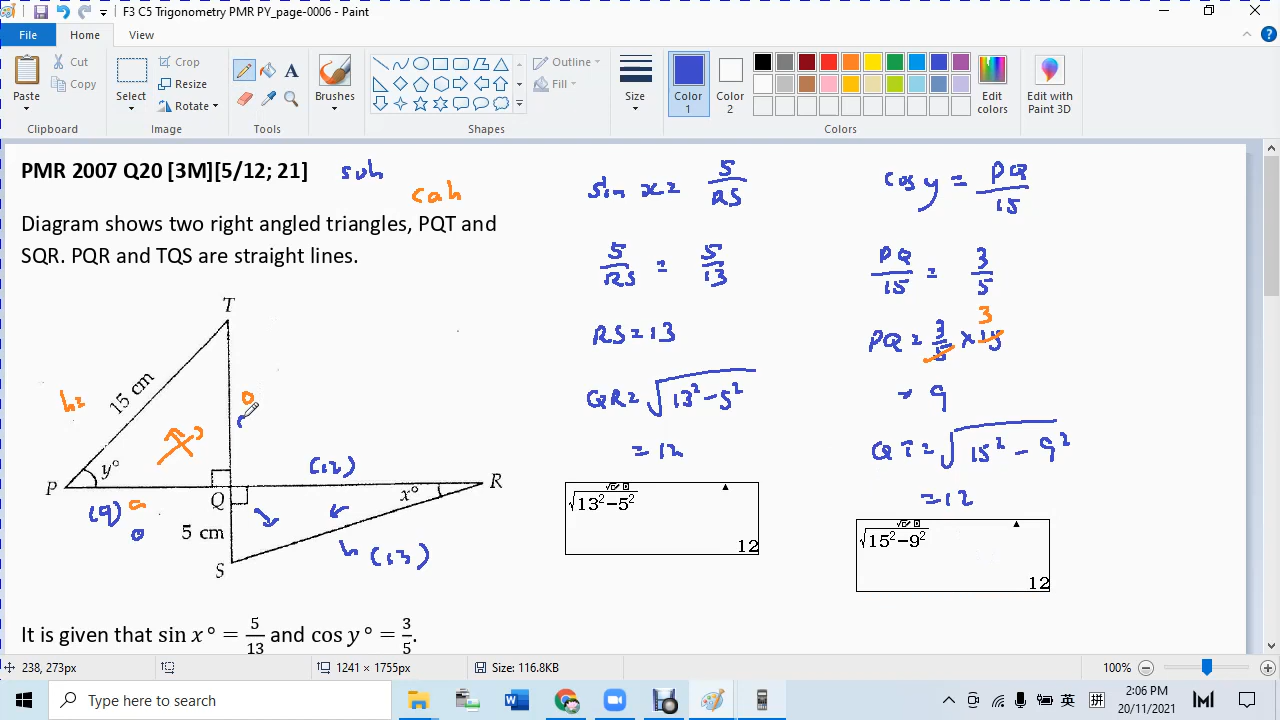 F3 C5 Trigonometry PMR PY_page-0006 - Paint
File
Home
View
Paste
Cut
Copy
Clipboard
Select
Crop
Resize
Rotate
Image
A
Tools
Brushes
Shapes
Outline
Fill
Size
Color 1
Color 2
Edit colors
Colors
Edit with Paint 3D
PMR 2007 Q20 [3M][5/12; 21]
soh
cah
Diagram shows two right angled triangles, PQT and
SQR. PQR and TQS are straight lines.
T
15 cm
h
o
y°
P
Q
(9)
a
o
(12)
x°
R
5 cm
S
h (13)
It is given that sin x° = 5/13 and cos y° = 3/5.
sin x = 5/RS
5/RS = 5/13
RS = 13
QR = √13² − 5²
= 12
√13²−5²
12
cos y = PQ/15
PQ/15 = 3/5
PQ = 3/5 × 15
3
= 9
QT = √15² − 9²
= 12
√15²−9²
12
238, 273px
1241 × 1755px
Size: 116.8KB
100%
Type here to search
英
拼
2:06 PM
20/11/2021